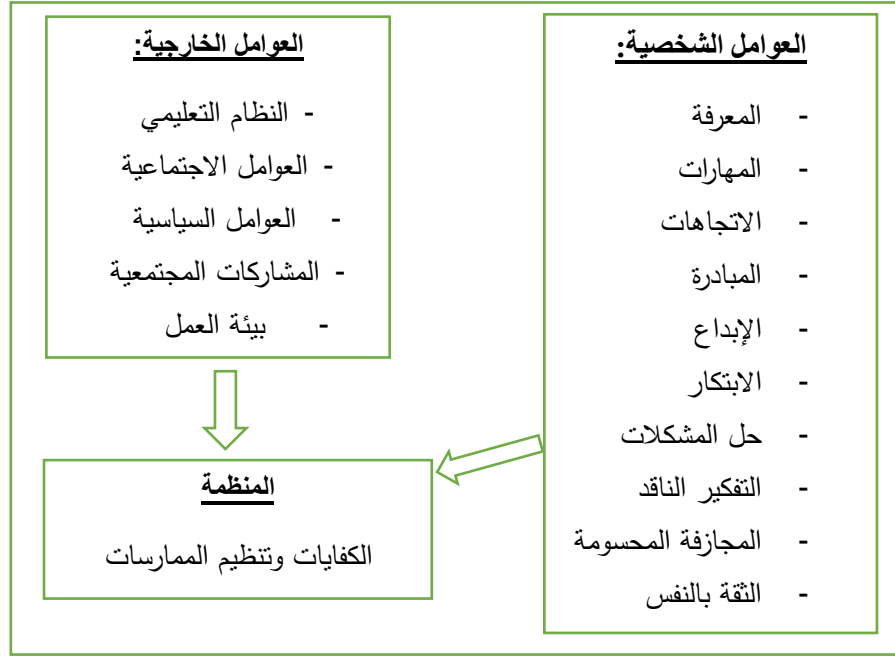 العوامل الشخصية:
- المعرفة
- المهارات
- الاتجاهات
- المبادرة
- الإبداع
- الابتكار
- حل المشكلات
- التفكير الناقد
- المجازفة المحسومة
- الثقة بالنفس
العوامل الخارجية:
- النظام التعليمي
- العوامل الاجتماعية
- العوامل السياسية
- المشاركات المجتمعية
- بيئة العمل
المنظمة
الكفايات وتنظيم الممارسات